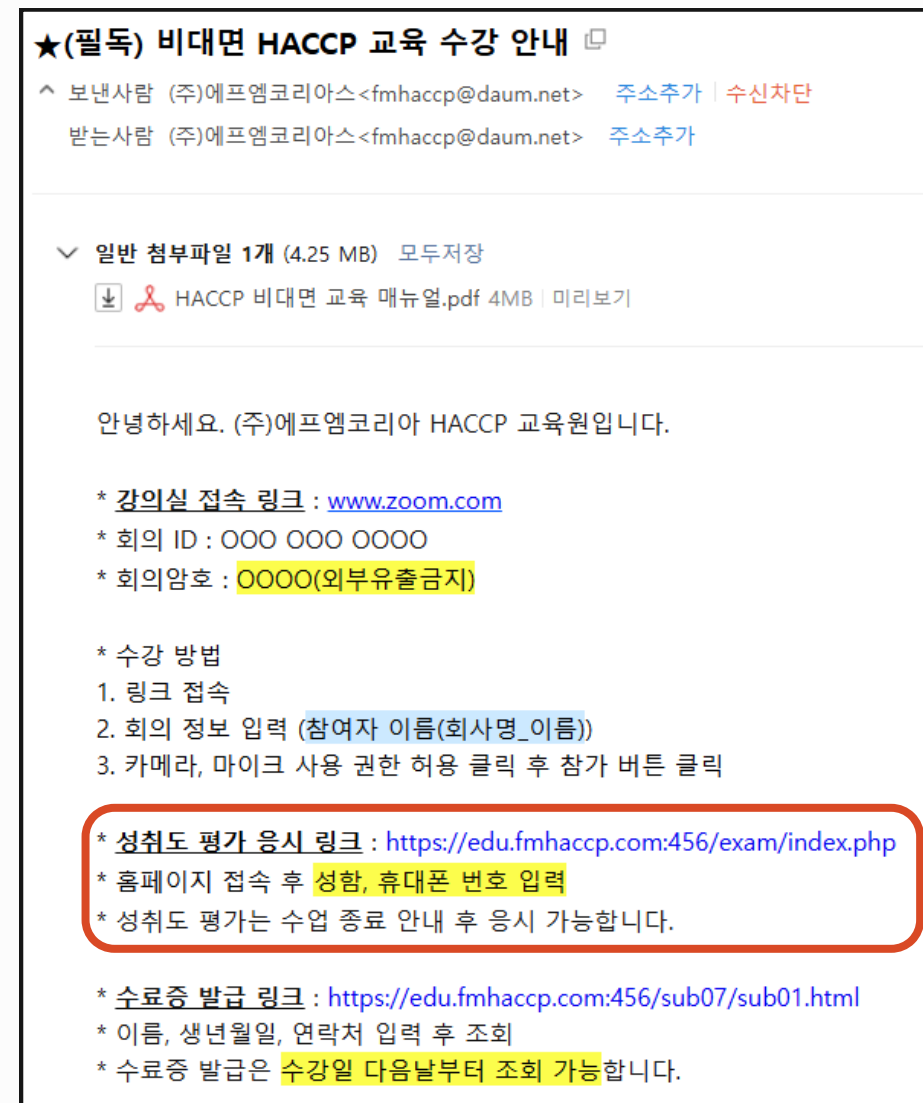 ★(필독) 비대면 HACCP 교육 수강 안내
보낸사람 (주)에프엠코리아스<fmhaccp@daum.net> 주소추가 수신차단
받는사람 (주)에프엠코리아스<fmhaccp@daum.net> 주소추가
일반 첨부파일 1개 (4.25 MB) 모두저장
HACCP 비대면 교육 매뉴얼.pdf 4MB 미리보기
안녕하세요. (주)에프엠코리아 HACCP 교육원입니다.
* 강의실 접속 링크 : www.zoom.com
* 회의 ID : OOO OOO OOOO
* 회의암호 : OOOO(외부유출금지)
* 수강 방법
1. 링크 접속
2. 회의 정보 입력 (참여자 이름(회사명_이름))
3. 카메라, 마이크 사용 권한 허용 클릭 후 참가 버튼 클릭
* 성취도 평가 응시 링크 : https://edu.fmhaccp.com:456/exam/index.php
* 홈페이지 접속 후 성함, 휴대폰 번호 입력
* 성취도 평가는 수업 종료 안내 후 응시 가능합니다.
* 수료증 발급 링크 : https://edu.fmhaccp.com:456/sub07/sub01.html
* 이름, 생년월일, 연락처 입력 후 조회
* 수료증 발급은 수강일 다음날부터 조회 가능합니다.